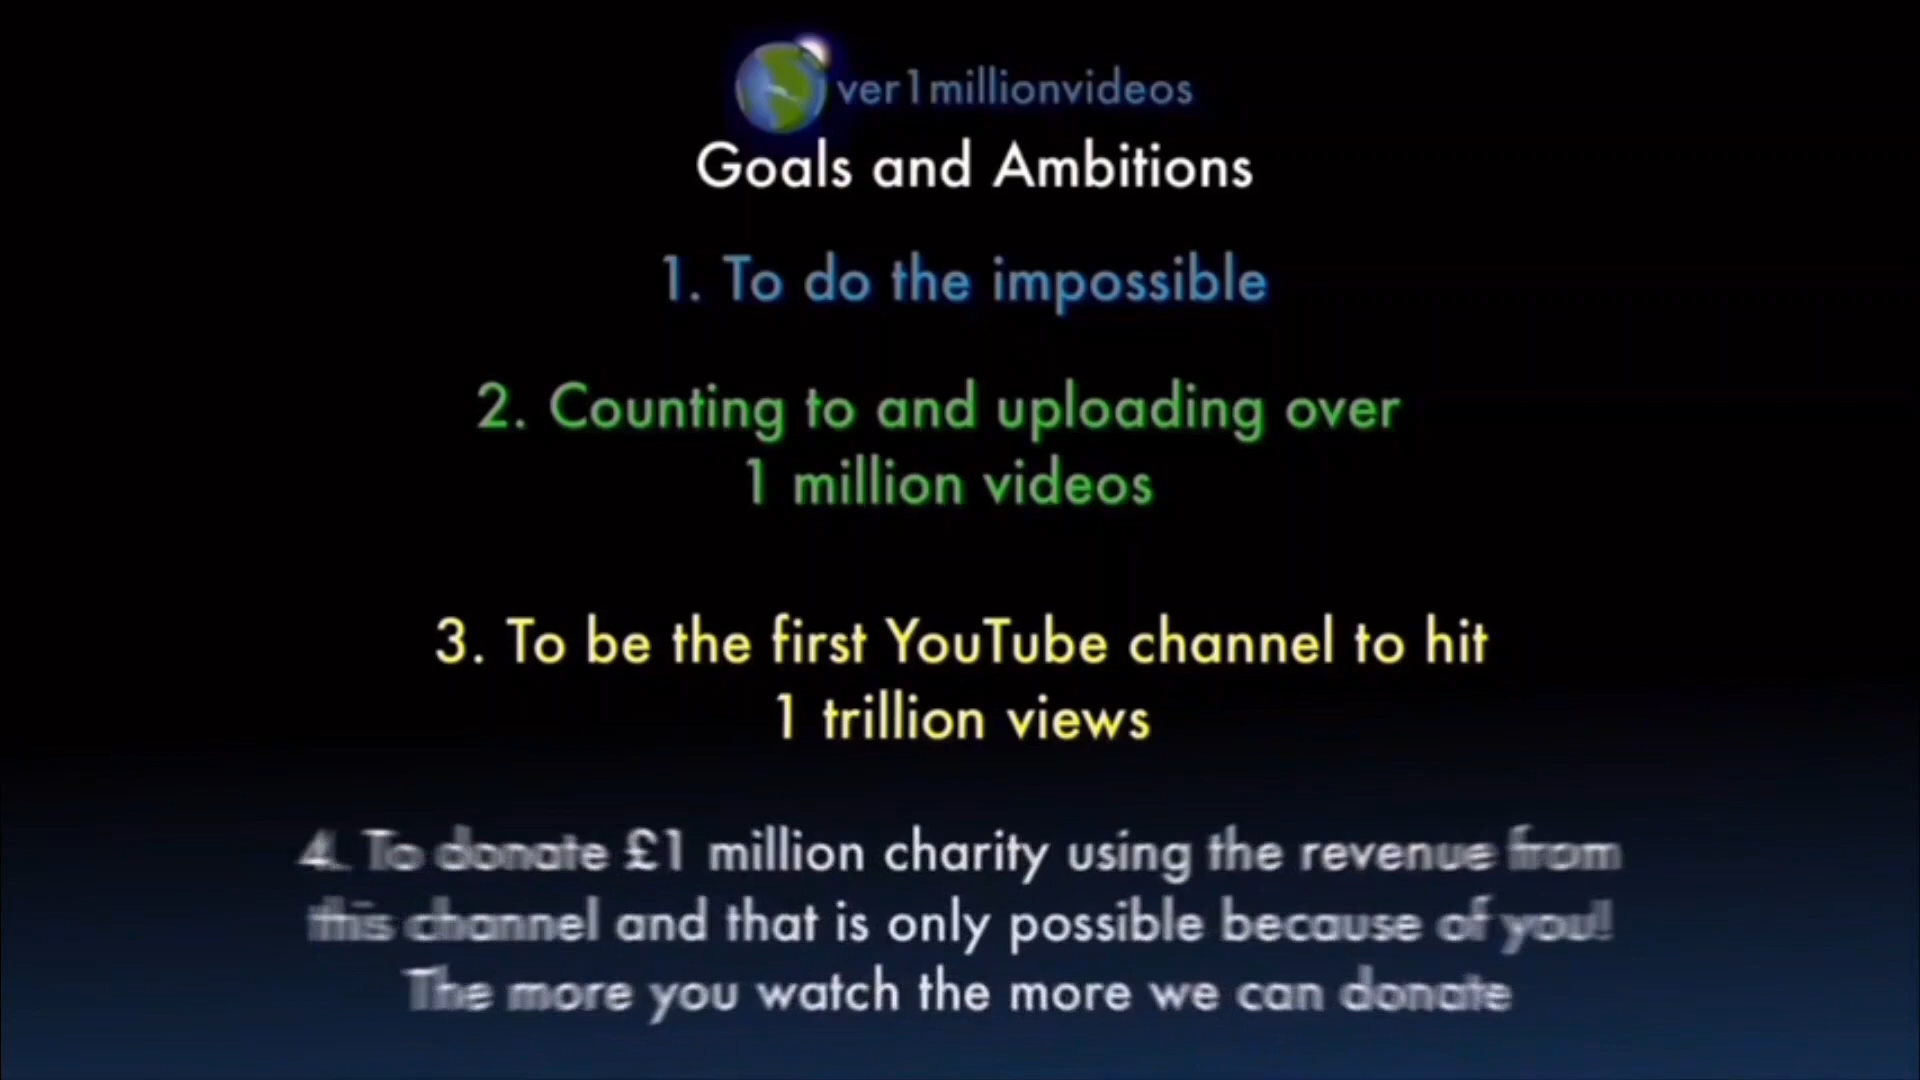 ver1millionvideos
Goals and Ambitions
1. To do the impossible
2. Counting to and uploading over
1 million videos
3. To be the first YouTube channel to hit
1 trillion views
4. To donate £1 million charity using the revenue from
this channel and that is only possible because of you!
The more you watch the more we can donate